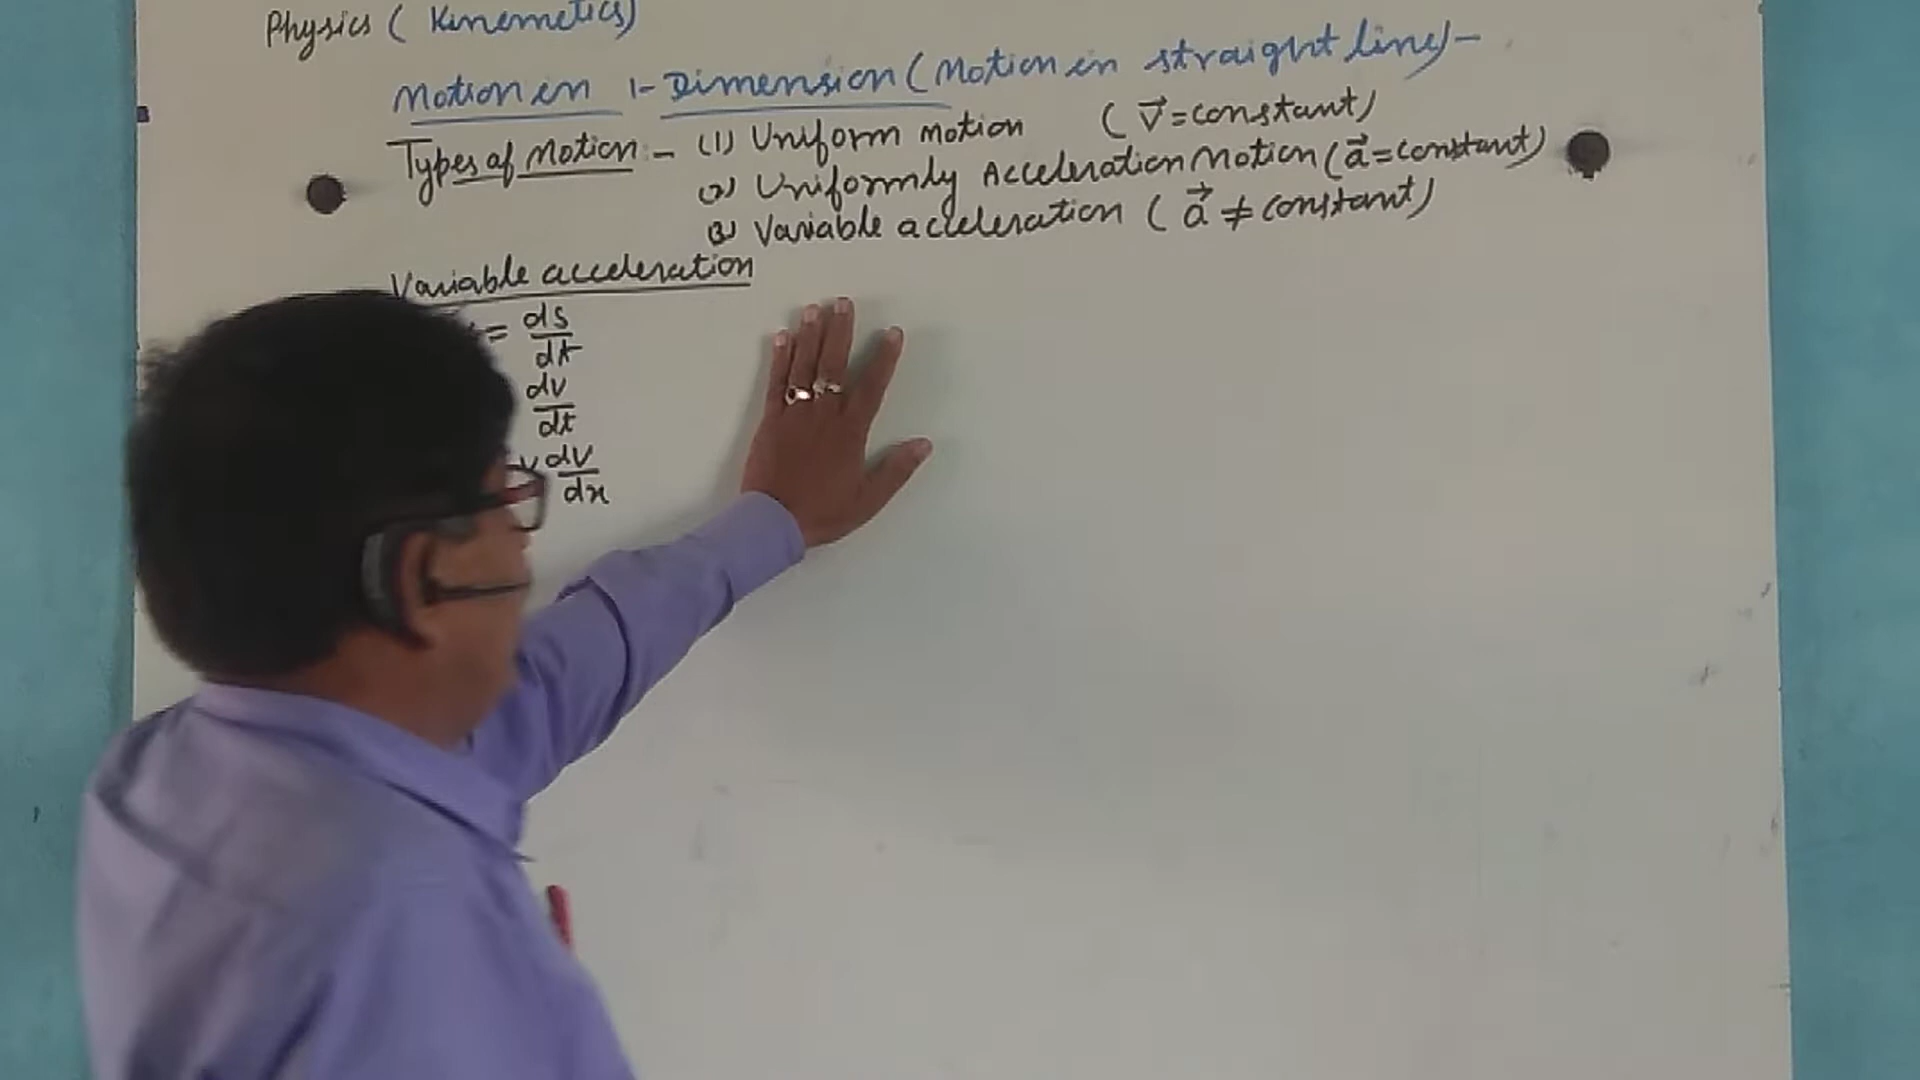 Physics ( Kinemetics)
Motion in 1-Dimension (Motion in straight line) -
Types of Motion :- (1) Uniform motion ( v⃗ = constant)
(2) Uniformly Acceleration Motion ( a⃗ = constant)
(3) Variable acceleration ( a⃗ ≠ constant)
Variable acceleration
= ds/dt
dv/dt
v dv/dx